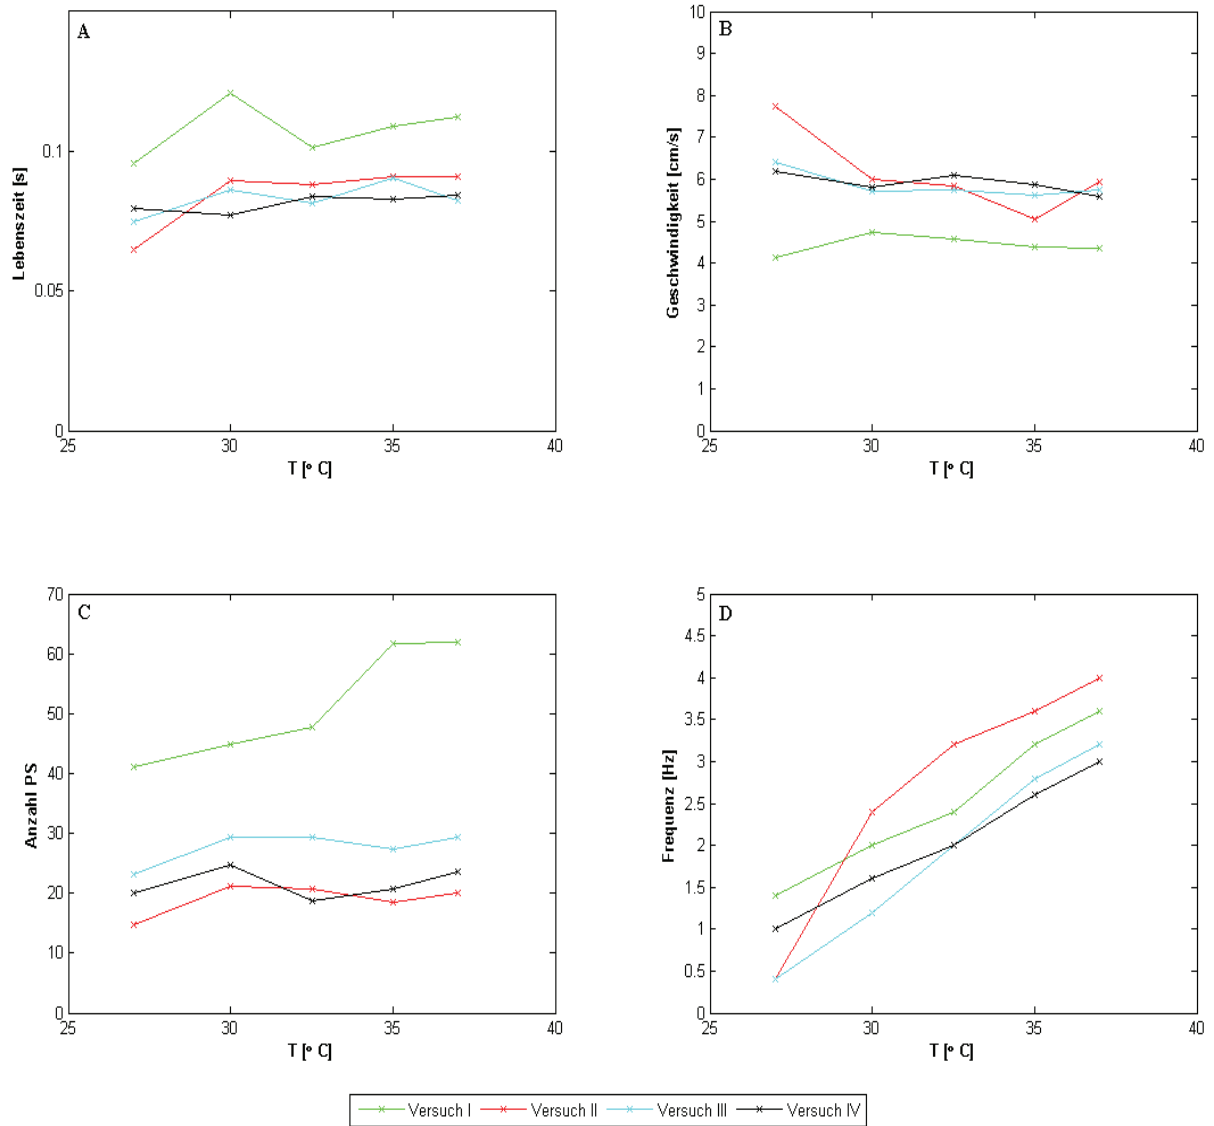 A
0.1
0.05
0
25 30 35 40
Lebenszeit [s]
T [° C]
B
10
9
8
7
6
5
4
3
2
1
0
25 30 35 40
Geschwindigkeit [cm/s]
T [° C]
C
70
60
50
40
30
20
10
0
25 30 35 40
Anzahl PS
T [° C]
D
5
4.5
4
3.5
3
2.5
2
1.5
1
0.5
0
25 30 35 40
Frequenz [Hz]
T [° C]
Versuch I Versuch II Versuch III Versuch IV